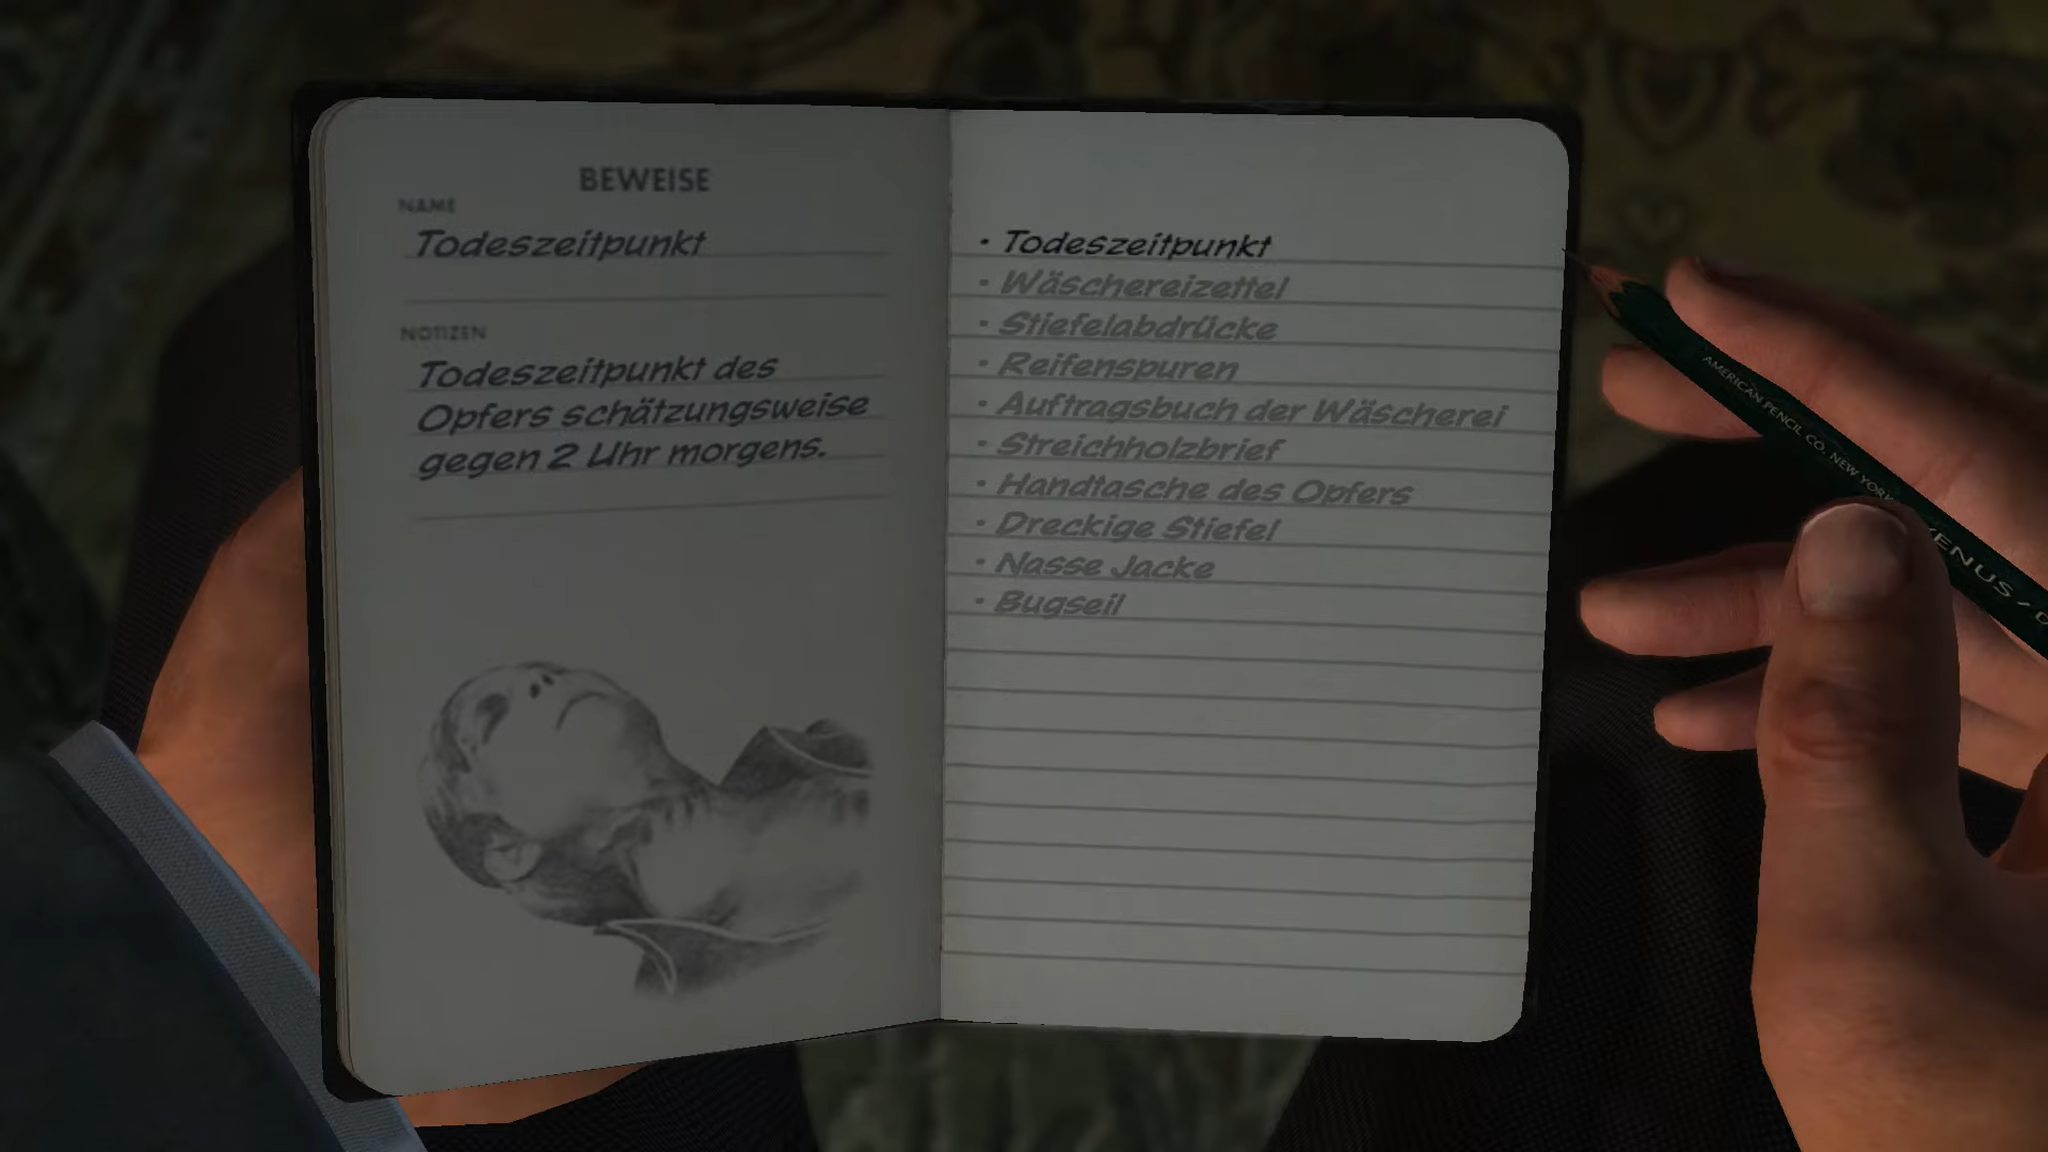 BEWEISE
NAME
Todeszeitpunkt
NOTIZEN
Todeszeitpunkt des
Opfers schätzungsweise
gegen 2 Uhr morgens.
• Todeszeitpunkt
• Wäschereizettel
• Stiefelabdrücke
• Reifenspuren
• Auftragsbuch der Wäscherei
• Streichholzbrief
• Handtasche des Opfers
• Dreckige Stiefel
• Nasse Jacke
• Bugseil
AMERICAN PENCIL CO. NEW YORK
VENUS